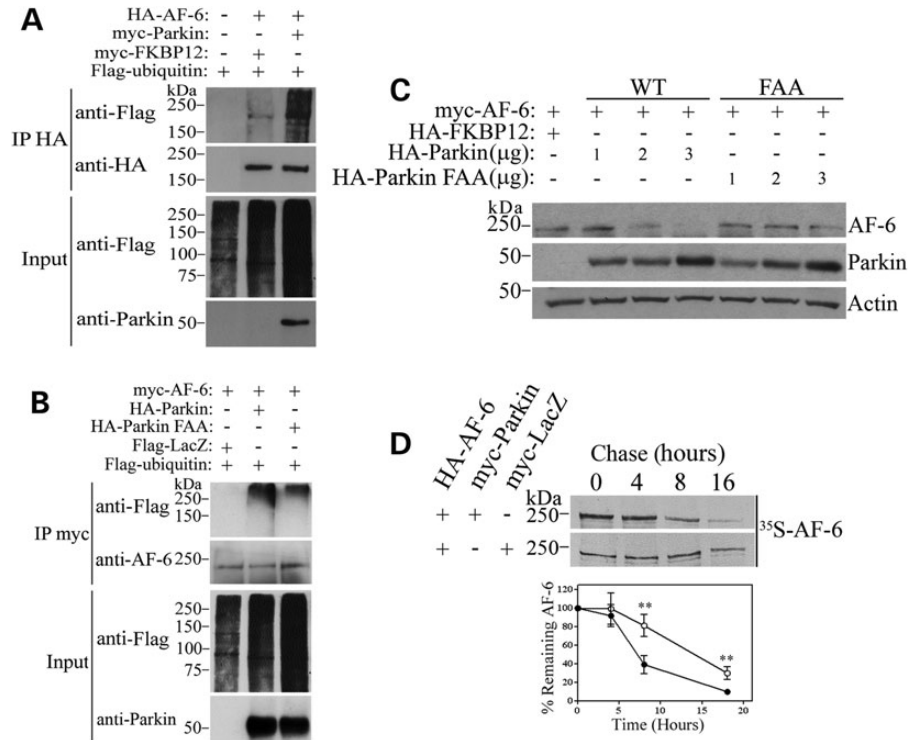 A
HA-AF-6: - + +
myc-Parkin: - - +
myc-FKBP12: - + -
Flag-ubiquitin: + + +
kDa
IP HA
anti-Flag
250-
150-
anti-HA
150-
Input
anti-Flag
250-
150-
100-
75-
anti-Parkin
50-
B
myc-AF-6: + + +
HA-Parkin: - + -
HA-Parkin FAA: - - +
Flag-LacZ: + - -
Flag-ubiquitin: + + +
kDa
IP myc
anti-Flag
250-
150-
anti-AF-6
250-
Input
anti-Flag
250-
150-
100-
75-
anti-Parkin
50-
C
WT FAA
myc-AF-6: + + + + + + +
HA-FKBP12: + - - - - - -
HA-Parkin(μg): - 1 2 3 - - -
HA-Parkin FAA(μg): - - - - 1 2 3
kDa
250- AF-6
50- Parkin
50- Actin
D
HA-AF-6
myc-Parkin
myc-LacZ
Chase (hours)
0 4 8 16
kDa
+ + - 250-
+ - + 250-
35S-AF-6
% Remaining AF-6
120
100
80
60
40
20
0
**
**
0 5 10 15 20
Time (Hours)